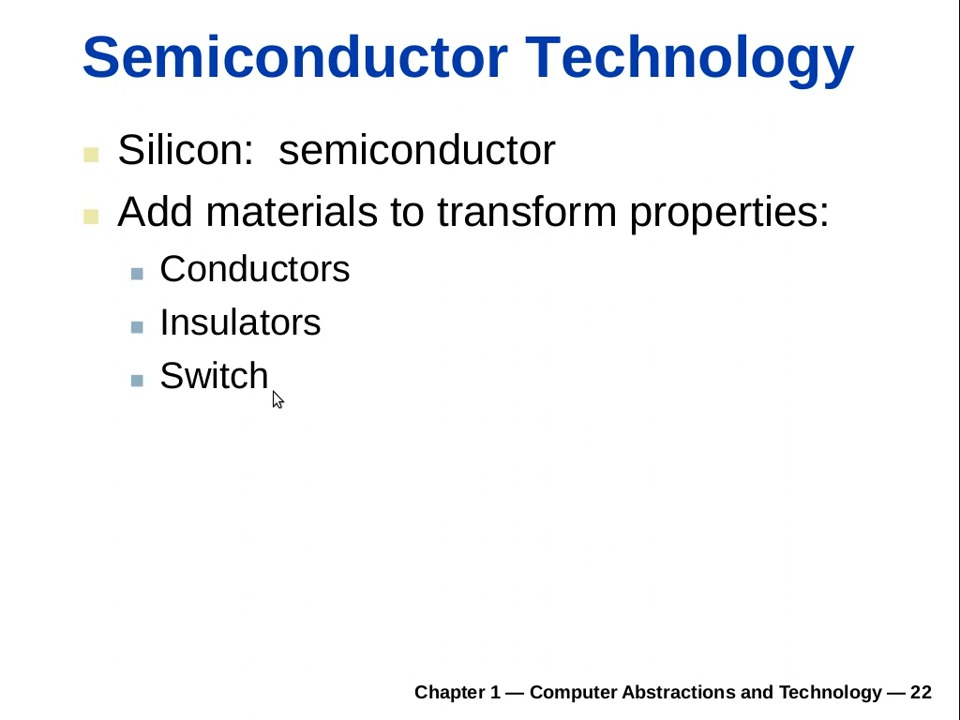 Semiconductor Technology
Silicon: semiconductor
Add materials to transform properties:
Conductors
Insulators
Switch
Chapter 1 — Computer Abstractions and Technology — 22